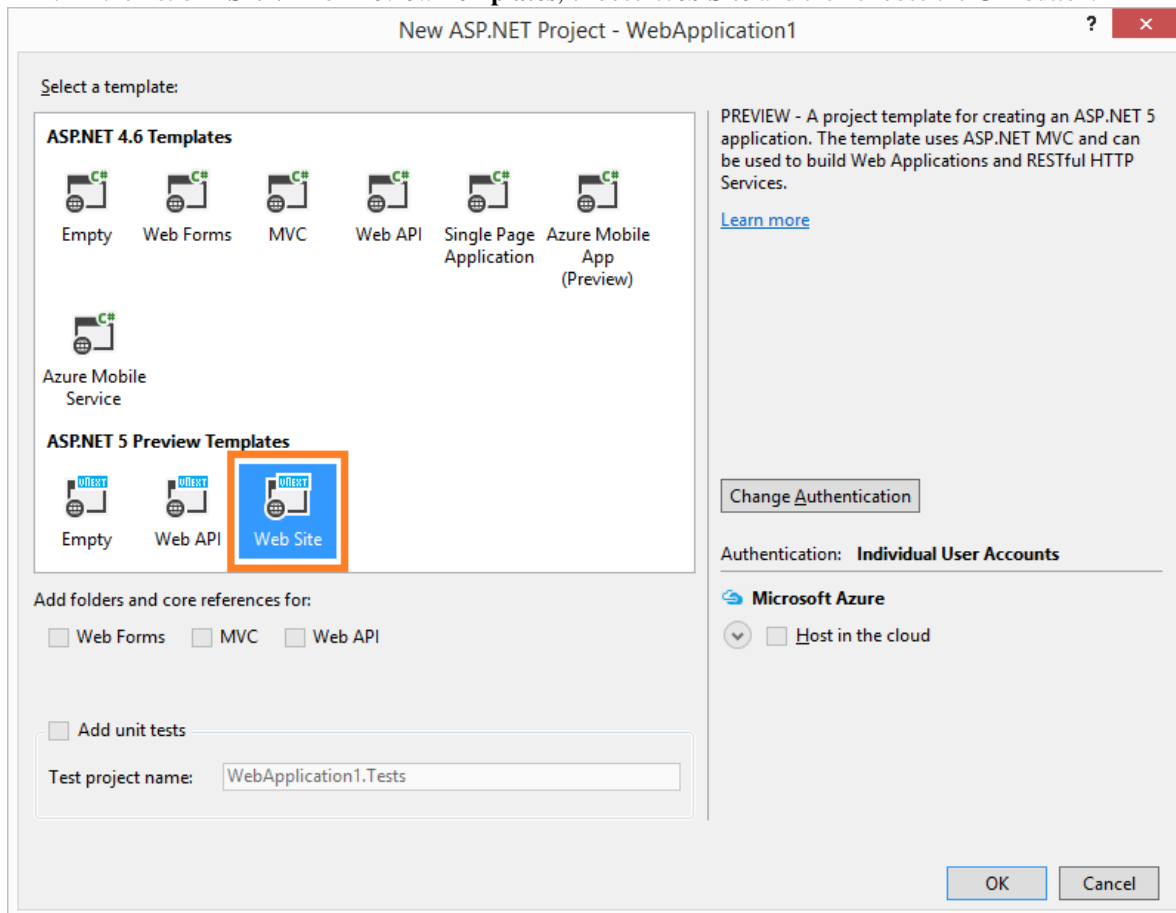 New ASP.NET Project - WebApplication1
?
Select a template:
ASP.NET 4.6 Templates
C# C# C# C# C# C#
Empty Web Forms MVC Web API Single Page Application Azure Mobile App (Preview)
C#
Azure Mobile Service
ASP.NET 5 Preview Templates
vNEXT vNEXT vNEXT
Empty Web API Web Site
Add folders and core references for:
Web Forms MVC Web API
Add unit tests
Test project name: WebApplication1.Tests
PREVIEW - A project template for creating an ASP.NET 5
application. The template uses ASP.NET MVC and can
be used to build Web Applications and RESTful HTTP
Services.
Learn more
Change Authentication
Authentication: Individual User Accounts
Microsoft Azure
Host in the cloud
OK Cancel